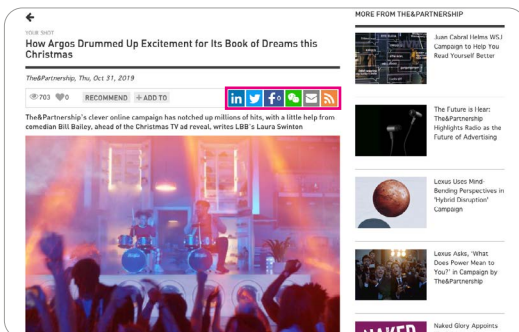 YOUR SHOT
How Argos Drummed Up Excitement for Its Book of Dreams this
Christmas
The&Partnership, Thu, Oct 31, 2019
703 0 RECOMMEND + ADD TO in f 0
The&Partnership's clever online campaign has notched up millions of hits, with a little help from
comedian Bill Bailey, ahead of the Christmas TV ad reveal, writes LBB's Laura Swinton
MORE FROM THE&PARTNERSHIP
Juan Cabral Helms WSJ
Campaign to Help You
Read Yourself Better
The Future is Hear:
The&Partnership
Highlights Radio as the
Future of Advertising
Lexus Uses Mind-
Bending Perspectives in
'Hybrid Disruption'
Campaign
Lexus Asks, 'What
Does Power Mean to
You?' in Campaign by
The&Partnership
NAKED
Naked Glory Appoints